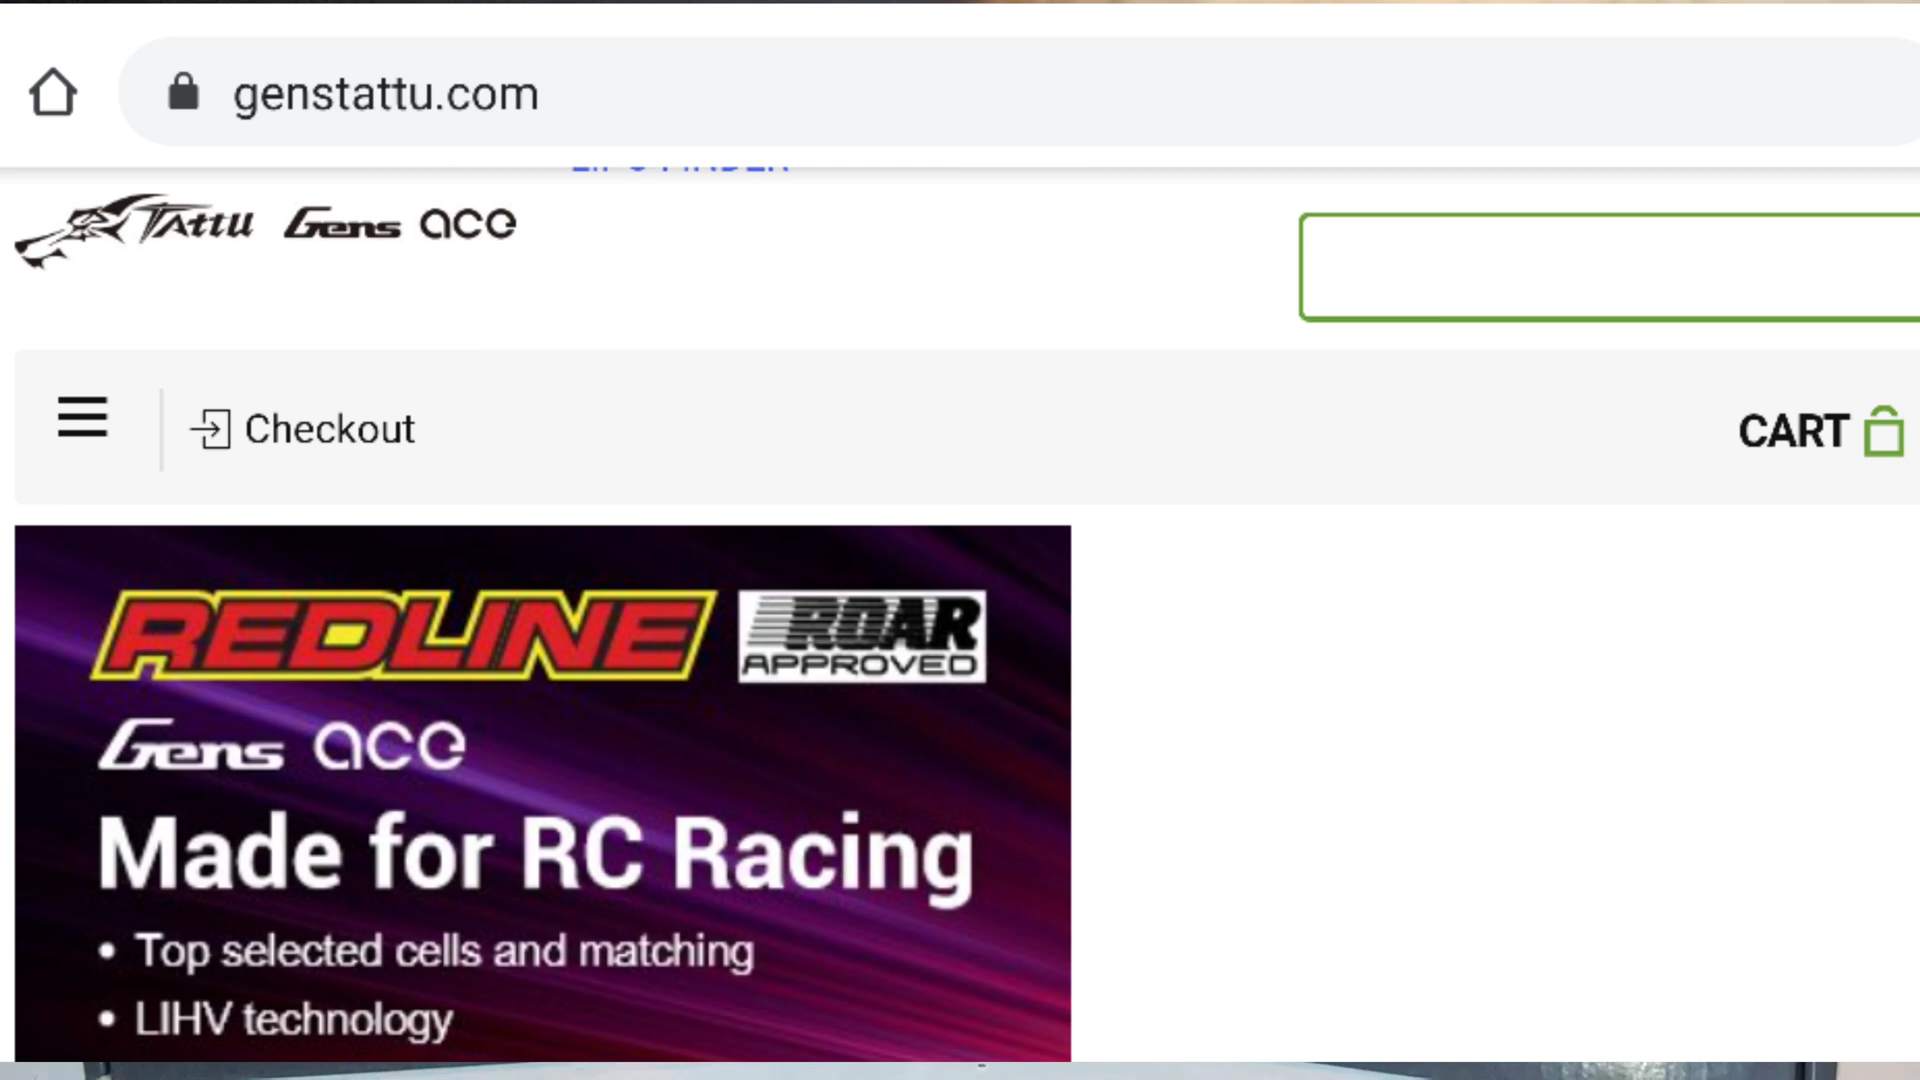 genstattu.com
TATTU Gens ace
Checkout
CART
REDLINE ROAR APPROVED
Gens ace
Made for RC Racing
• Top selected cells and matching
• LIHV technology